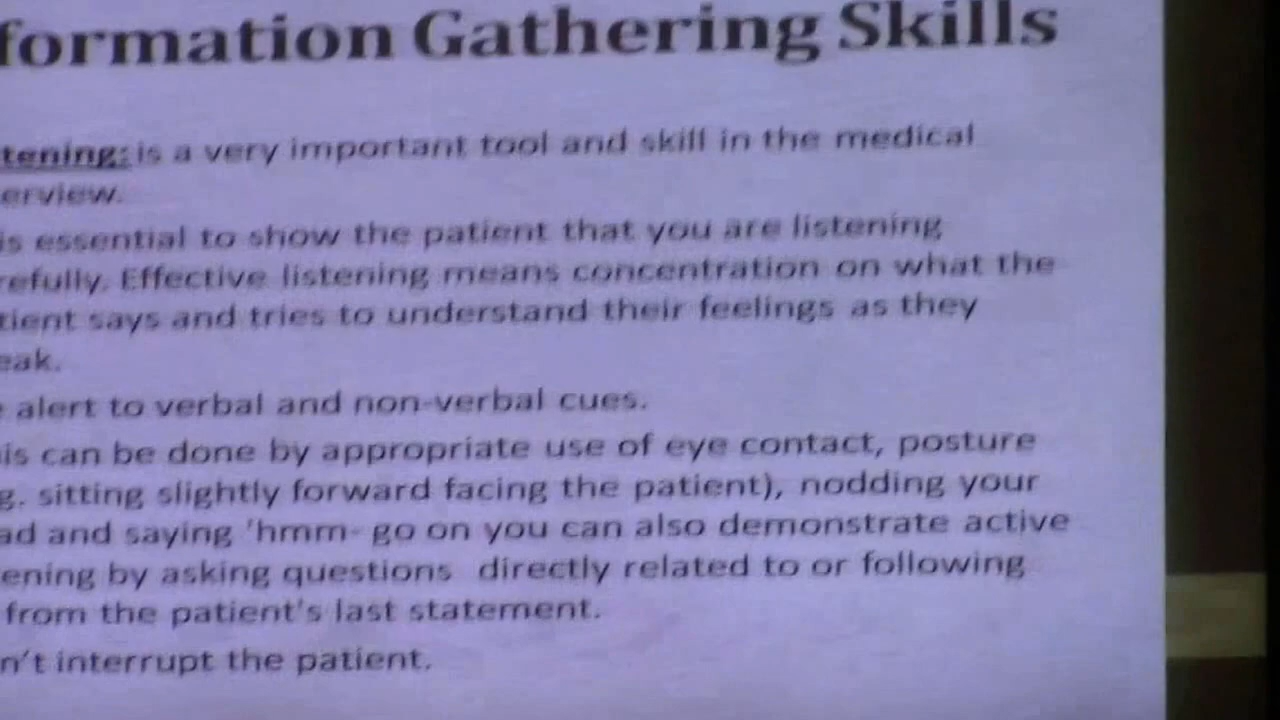 formation Gathering Skills
tening: is a very important tool and skill in the medical
erview.
is essential to show the patient that you are listening
refully. Effective listening means concentration on what the
tient says and tries to understand their feelings as they
eak.
e alert to verbal and non-verbal cues.
is can be done by appropriate use of eye contact, posture
g. sitting slightly forward facing the patient), nodding your
ad and saying 'hmm- go on you can also demonstrate active
ening by asking questions directly related to or following
from the patient's last statement.
n't interrupt the patient.